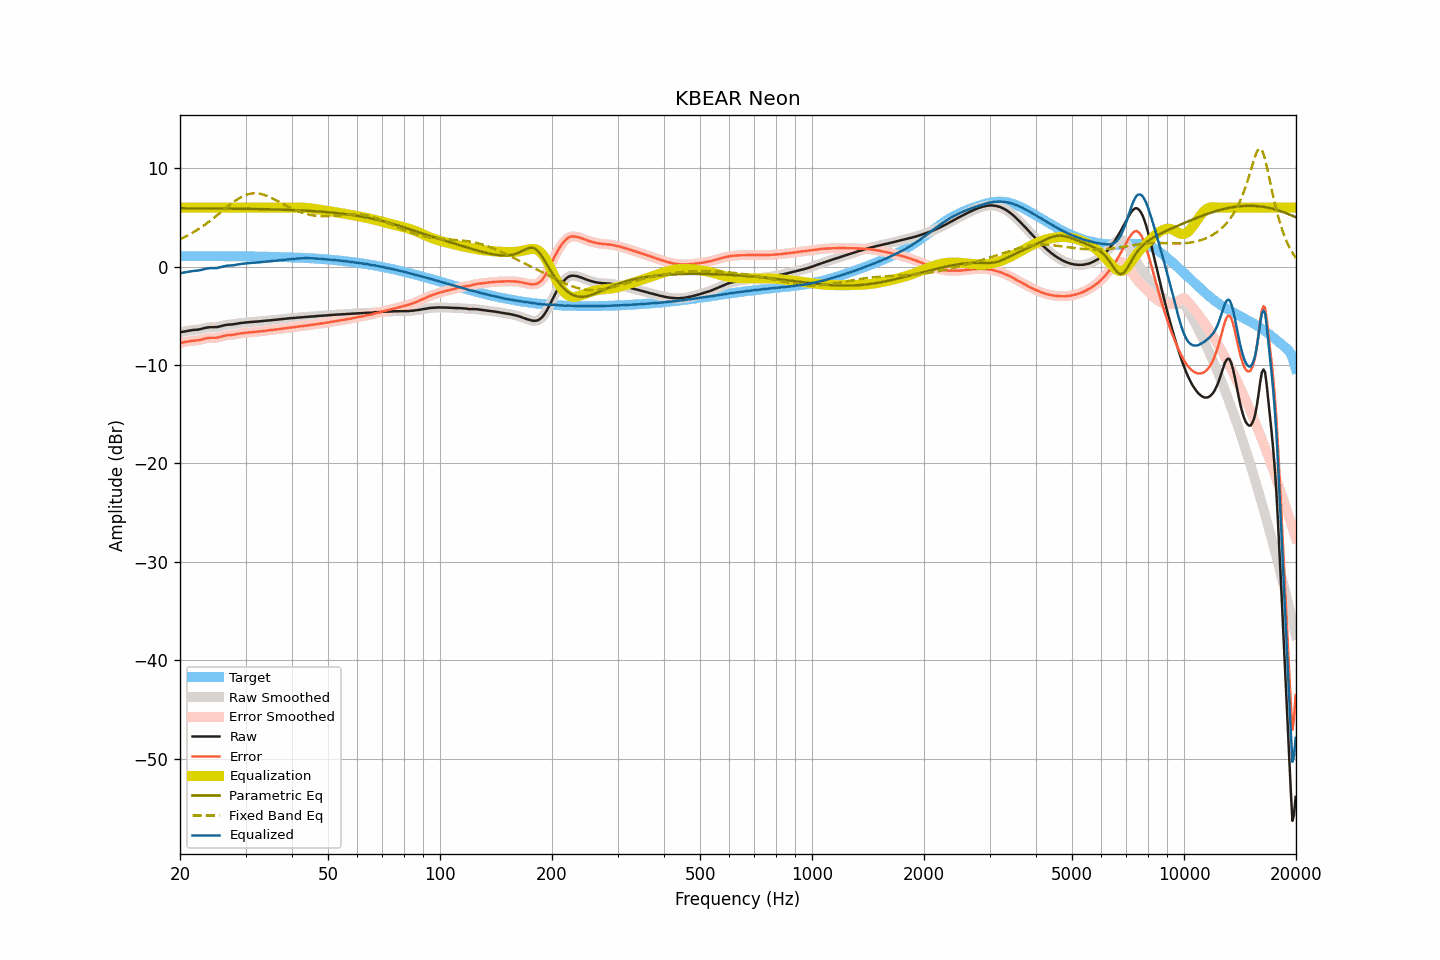 KBEAR Neon
Amplitude (dBr)
10
0
−10
−20
−30
−40
−50
Target
Raw Smoothed
Error Smoothed
Raw
Error
Equalization
Parametric Eq
Fixed Band Eq
Equalized
20 50 100 200 500 1000 2000 5000 10000 20000
Frequency (Hz)